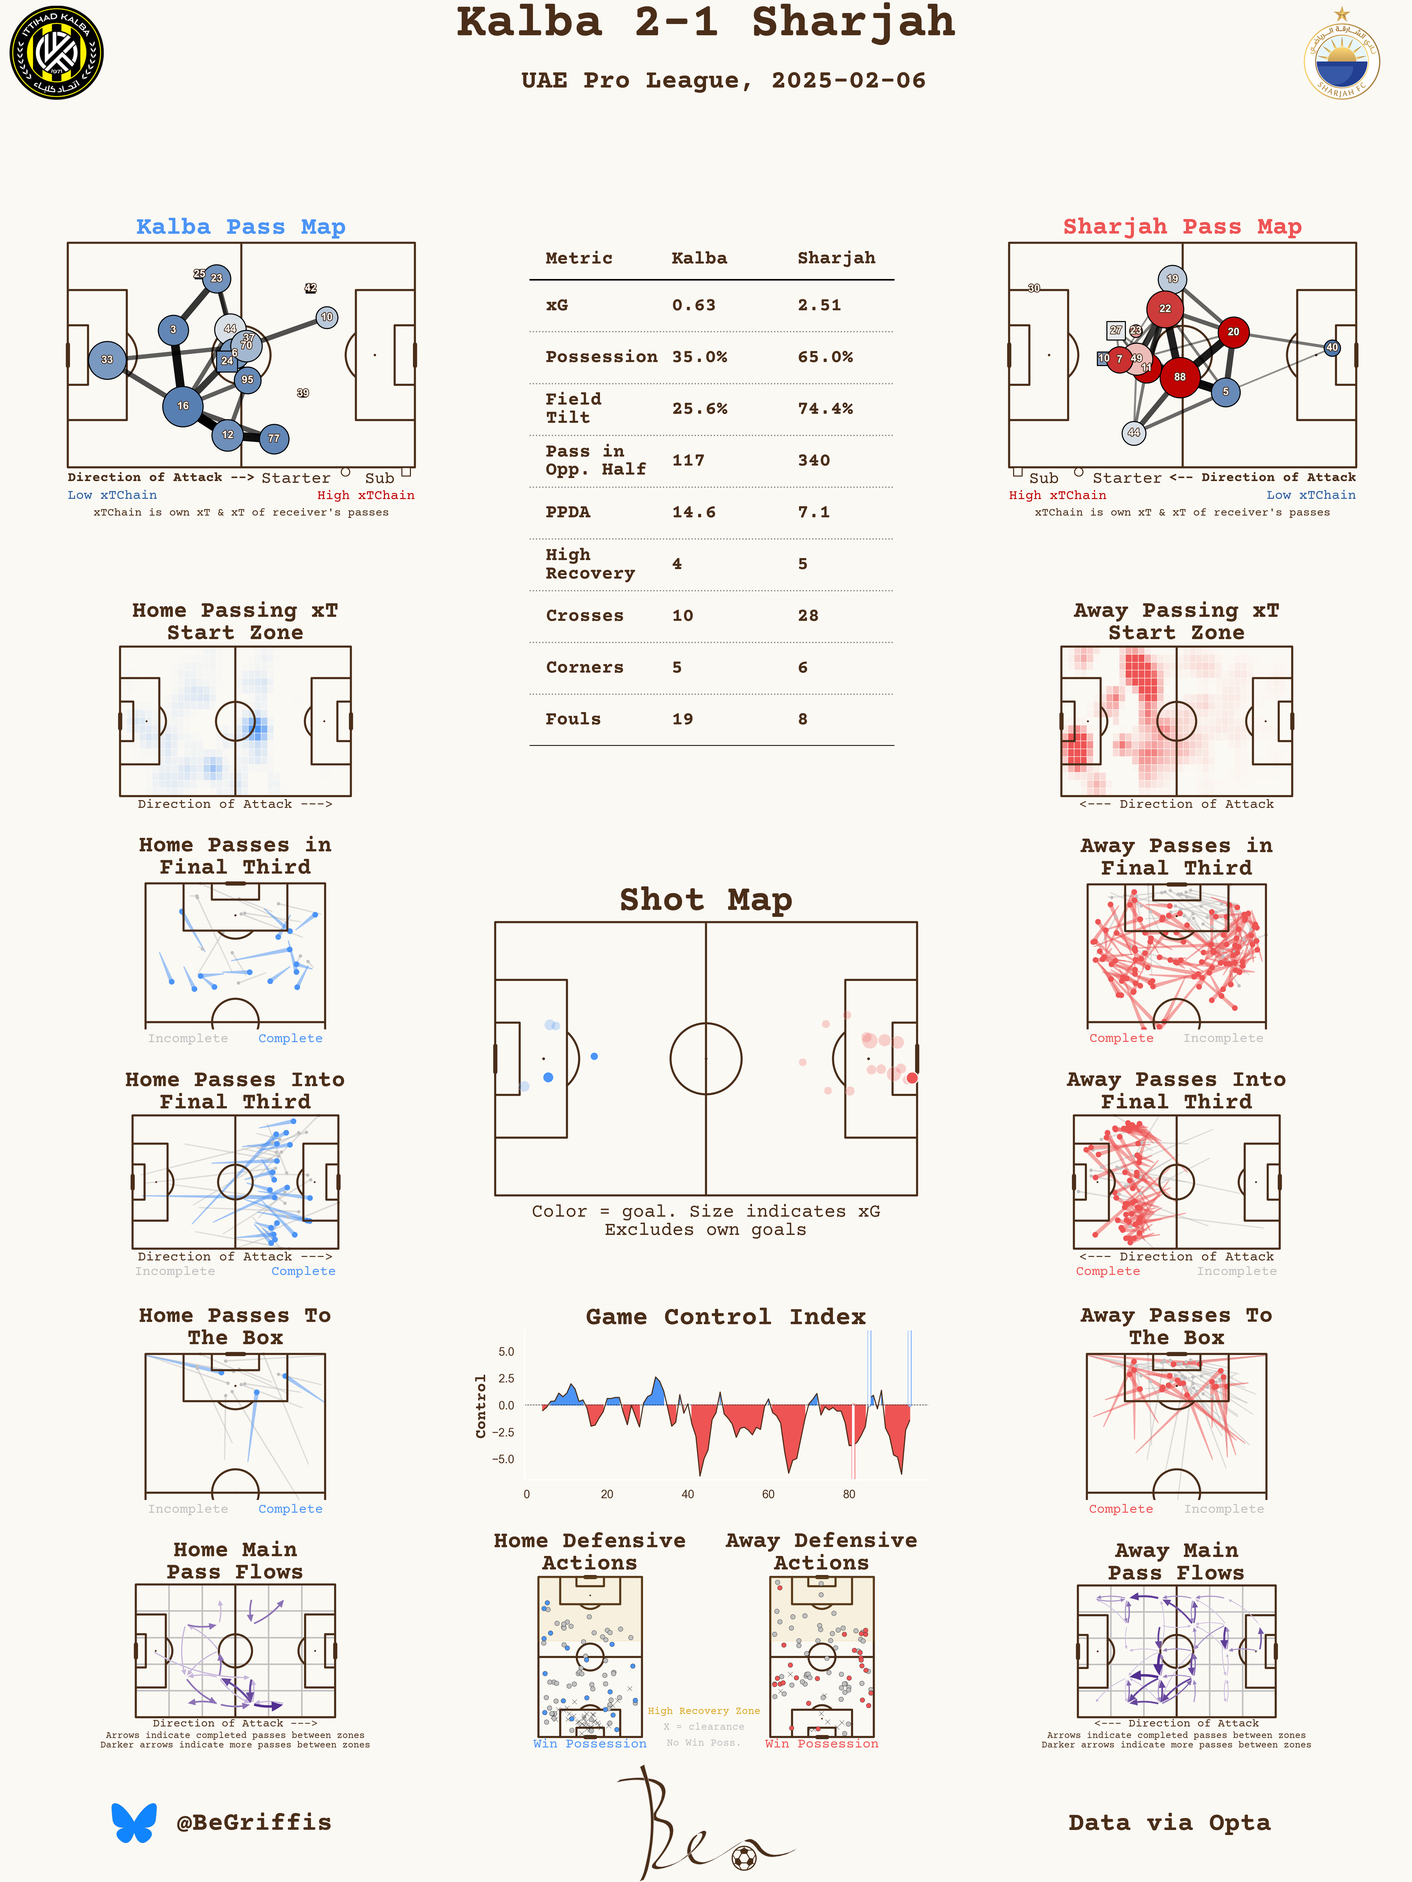 Kalba 2-1 Sharjah
UAE Pro League, 2025-02-06
ITTIHAD KALBA
1971
اتحاد كلباء
نادي الشارقة الرياضي
SHARJAH FC
Kalba Pass Map
25
23
42
10
3
44
37
70
6
33
24
95
39
16
12
77
Direction of Attack --> Starter Sub
Low xTChain High xTChain
xTChain is own xT & xT of receiver's passes
Metric Kalba Sharjah
xG 0.63 2.51
Possession 35.0% 65.0%
Field
Tilt
25.6% 74.4%
Pass in
Opp. Half
117 340
PPDA 14.6 7.1
High
Recovery
4 5
Crosses 10 28
Corners 5 6
Fouls 19 8
Sharjah Pass Map
19
30
22
27
23
20
40
10
7
49
11
88
5
44
Sub Starter <-- Direction of Attack
High xTChain Low xTChain
xTChain is own xT & xT of receiver's passes
Home Passing xT
Start Zone
Direction of Attack --->
Away Passing xT
Start Zone
<--- Direction of Attack
Home Passes in
Final Third
Incomplete Complete
Shot Map
Color = goal. Size indicates xG
Excludes own goals
Away Passes in
Final Third
Complete Incomplete
Home Passes Into
Final Third
Direction of Attack --->
Incomplete Complete
Away Passes Into
Final Third
<--- Direction of Attack
Complete Incomplete
Home Passes To
The Box
Incomplete Complete
Game Control Index
Control
5.0
2.5
0.0
−2.5
−5.0
0 20 40 60 80
Away Passes To
The Box
Complete Incomplete
Home Main
Pass Flows
Direction of Attack --->
Arrows indicate completed passes between zones
Darker arrows indicate more passes between zones
Home Defensive
Actions
Win Possession
High Recovery Zone
X = clearance
No Win Poss.
Away Defensive
Actions
Win Possession
Away Main
Pass Flows
<--- Direction of Attack
Arrows indicate completed passes between zones
Darker arrows indicate more passes between zones
@BeGriffis
Ben
Data via Opta